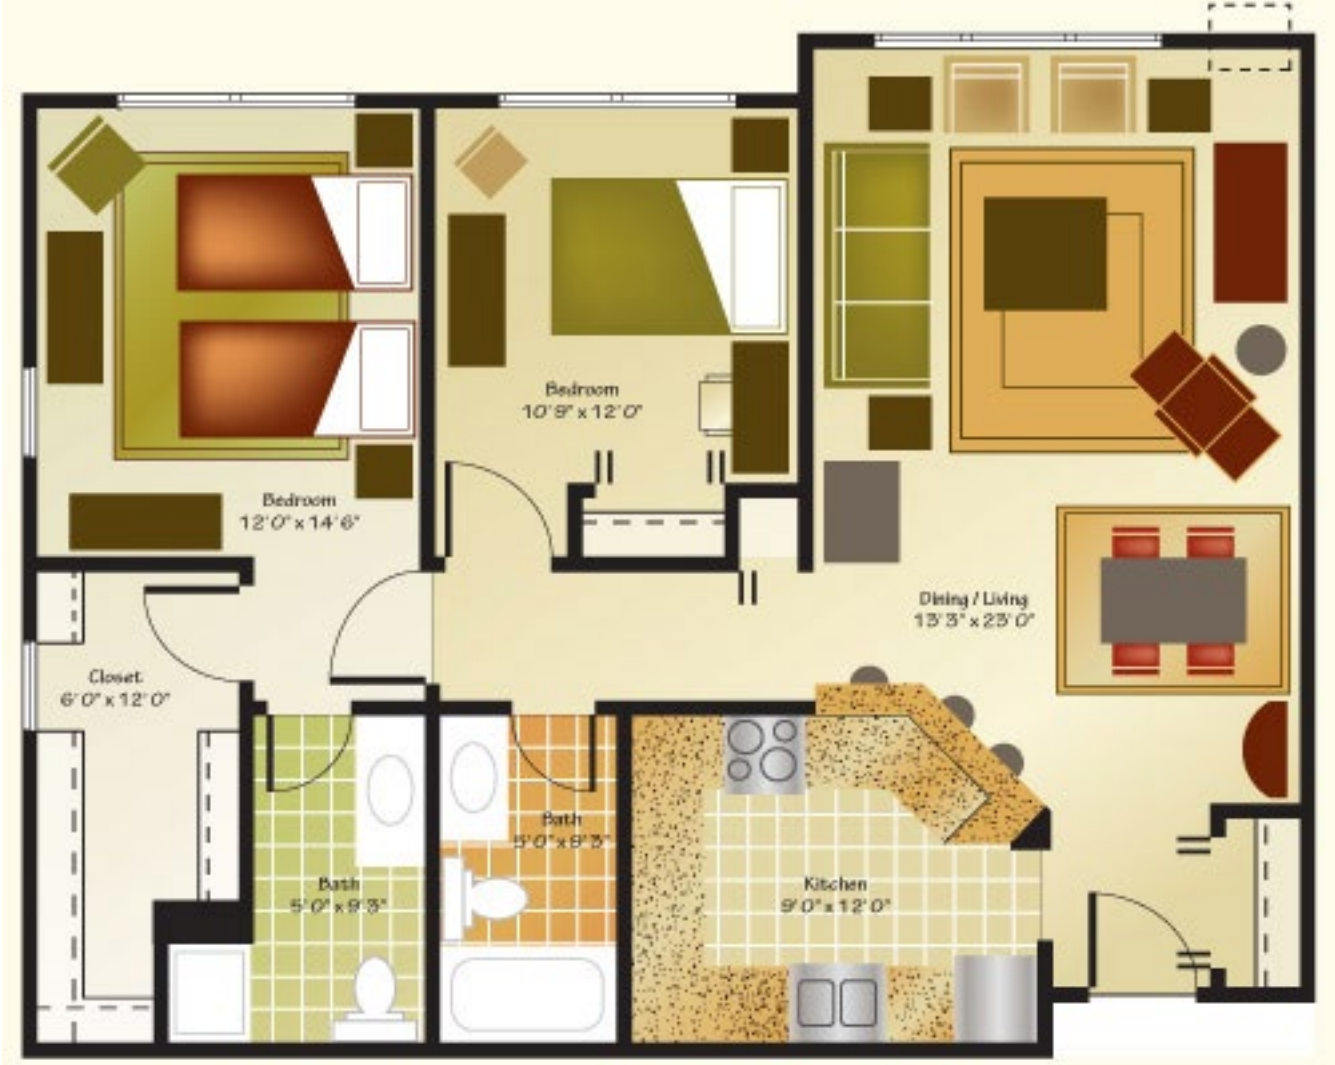 Bedroom
10'9" x 12'0"
Bedroom
12'0" x 14'6"
Dining / Living
13'3" x 23'0"
Closet
6'0" x 12'0"
Bath
5'0" x 9'3"
Bath
5'0" x 9'3"
Kitchen
9'0" x 12'0"